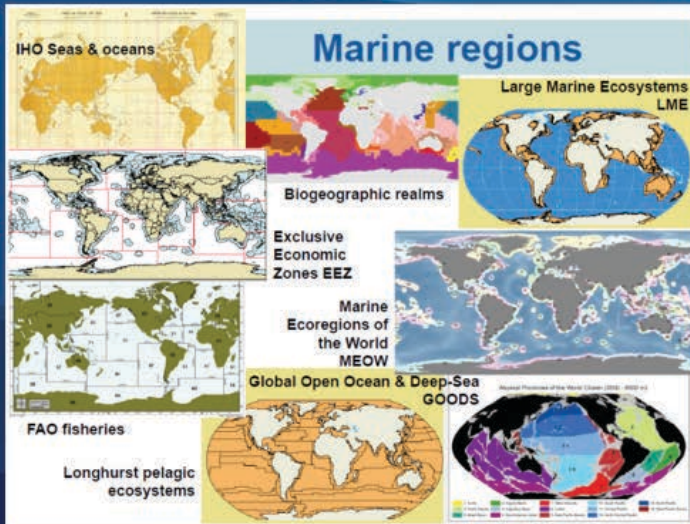 Marine regions
IHO Seas & oceans
Large Marine Ecosystems
LME
Biogeographic realms
Exclusive
Economic
Zones EEZ
Marine
Ecoregions of
the World
MEOW
Global Open Ocean & Deep-Sea
GOODS
FAO fisheries
Longhurst pelagic
ecosystems